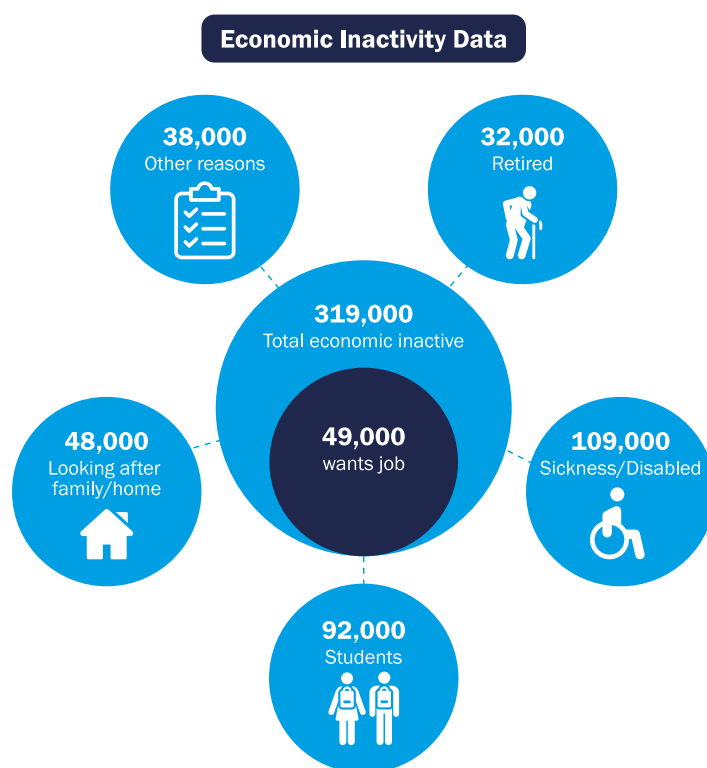 Economic Inactivity Data
38,000
Other reasons
32,000
Retired
319,000
Total economic inactive
49,000
wants job
48,000
Looking after
family/home
109,000
Sickness/Disabled
92,000
Students